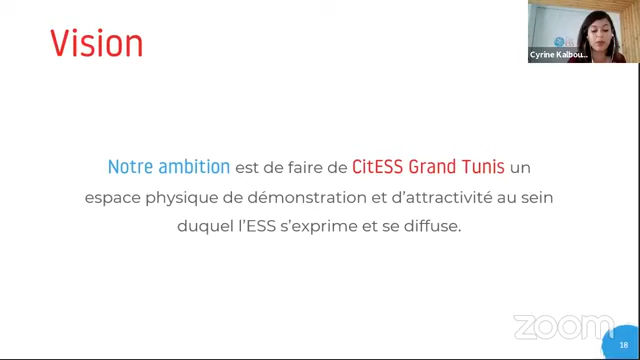 Vision
Cyrine Kalbou...
Notre ambition est de faire de CitESS Grand Tunis un
espace physique de démonstration et d'attractivité au sein
duquel l'ESS s'exprime et se diffuse.
zoom
18